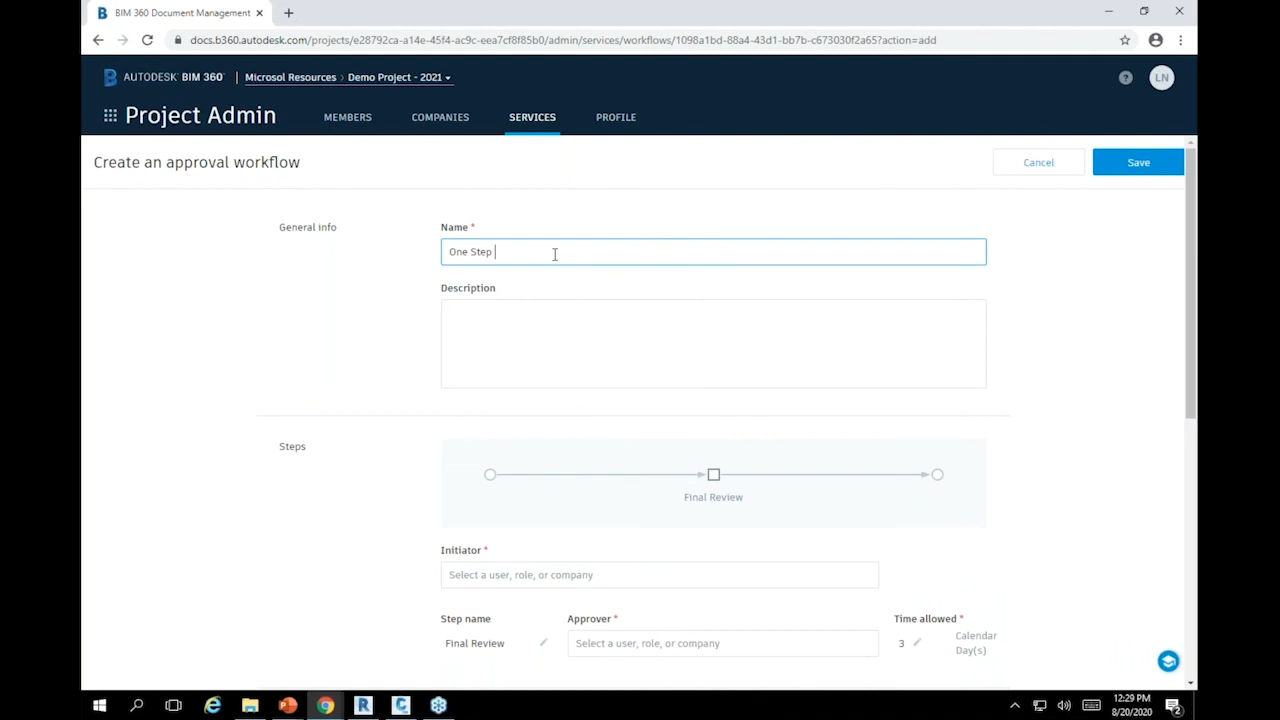 BIM 360 Document Management
docs.b360.autodesk.com/projects/e28792ca-a14e-45f4-ac9c-eea7cf8f85b0/admin/services/workflows/1098a1bd-88a4-43d1-bb7b-c673030f2a65?action=add
AUTODESK® BIM 360° Microsol Resources > Demo Project - 2021
LN
Project Admin MEMBERS COMPANIES SERVICES PROFILE
Create an approval workflow Cancel Save
General info Name *
One Step
Description
Steps
Final Review
Initiator *
Select a user, role, or company
Step name Approver * Time allowed *
Final Review Select a user, role, or company 3 Calendar
Day(s)
12:29 PM
8/20/2020
2